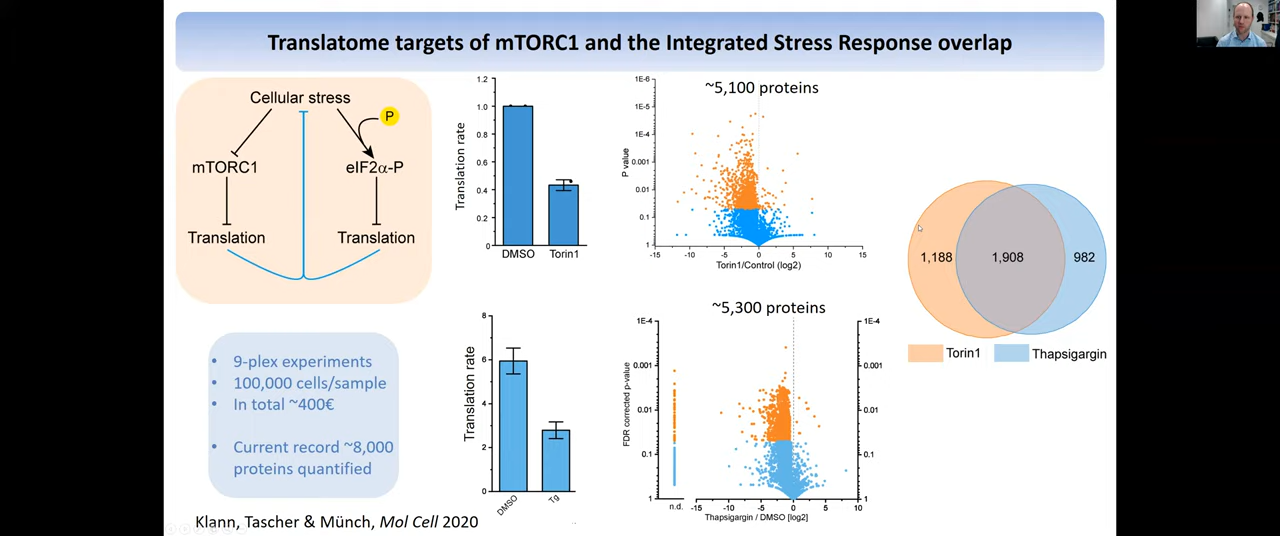 Translatome targets of mTORC1 and the Integrated Stress Response overlap
Cellular stress
P
mTORC1
eIF2α-P
Translation
Translation
• 9-plex experiments
• 100,000 cells/sample
• In total ~400€
• Current record ~8,000
proteins quantified
Klann, Tascher & Münch, Mol Cell 2020
Translation rate
1.2
1.0
0.8
0.6
0.4
0.2
0
DMSO
Torin1
Translation rate
8
6
4
2
0
DMSO
Tg
~5,100 proteins
P value
1E-6
1E-5
1E-4
0.001
0.01
0.1
1
-15 -10 -5 0 5 10 15
Torin1/Control (log2)
~5,300 proteins
FDR corrected p-value
1E-4
0.001
0.01
0.1
1
1E-4
0.001
0.01
0.1
1
n.d. -15 -10 -5 0 5 10
Thapsigargin / DMSO [log2]
1,188
1,908
982
Torin1
Thapsigargin